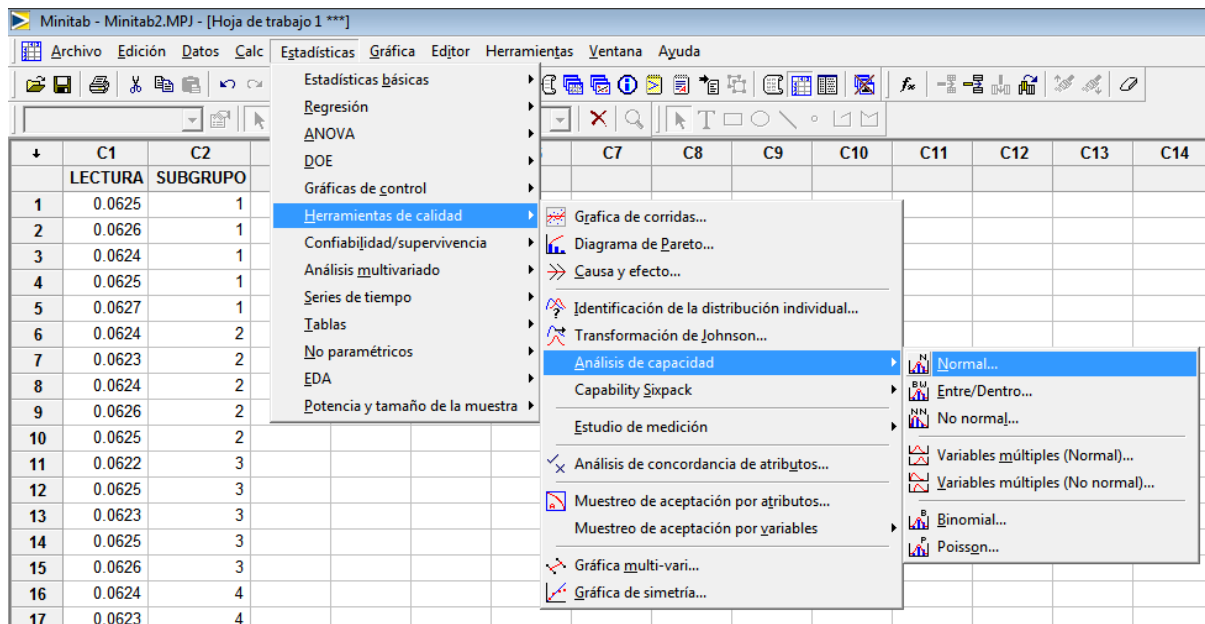 Minitab - Minitab2.MPJ - [Hoja de trabajo 1 ***]
Archivo Edición Datos Calc Estadísticas Gráfica Editor Herramientas Ventana Ayuda
C1 C2 C7 C8 C9 C10 C11 C12 C13 C14
LECTURA SUBGRUPO
1 0.0625 1
2 0.0626 1
3 0.0624 1
4 0.0625 1
5 0.0627 1
6 0.0624 2
7 0.0623 2
8 0.0624 2
9 0.0626 2
10 0.0625 2
11 0.0622 3
12 0.0625 3
13 0.0623 3
14 0.0625 3
15 0.0626 3
16 0.0624 4
17 0.0623 4
Estadísticas básicas
Regresión
ANOVA
DOE
Gráficas de control
Herramientas de calidad
Confiabilidad/supervivencia
Análisis multivariado
Series de tiempo
Tablas
No paramétricos
EDA
Potencia y tamaño de la muestra
Grafica de corridas...
Diagrama de Pareto...
Causa y efecto...
Identificación de la distribución individual...
Transformación de Johnson...
Análisis de capacidad
Capability Sixpack
Estudio de medición
Análisis de concordancia de atributos...
Muestreo de aceptación por atributos...
Muestreo de aceptación por variables
Gráfica multi-vari...
Gráfica de simetría...
Normal...
Entre/Dentro...
No normal...
Variables múltiples (Normal)...
Variables múltiples (No normal)...
Binomial...
Poisson...